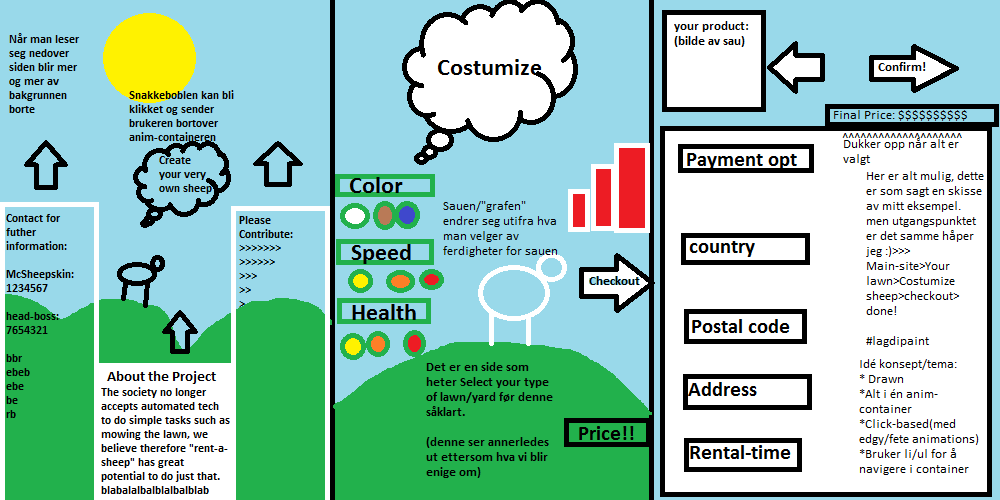 Når man leser
seg nedover
siden blir mer
og mer av
bakgrunnen
borte
Snakkeboblen kan bli
klikket og sender
brukeren bortover
anim-containeren
Create
your very
own sheep
Contact for
futher
information:
McSheepskin:
1234567
head-boss:
7654321
bbr
ebeb
ebe
be
rb
Please
Contribute:
>>>>>>>
>>>>>>
>>>
>>
>
About the Project
The society no longer
accepts automated tech
to do simple tasks such as
mowing the lawn, we
believe therefore "rent-a-
sheep" has great
potential to do just that.
blabalalbalblalbalblab
Costumize
Color
Speed
Health
Sauen/"grafen"
endrer seg utifra hva
man velger av
ferdigheter for sauen
Checkout
Det er en side som
heter Select your type
of lawn/yard før denne
såklart.
(denne ser annerledes
ut ettersom hva vi blir
enige om)
Price!!
your product:
(bilde av sau)
Confirm!
Final Price: $$$$$$$$$$
^^^^^^^^^^^^^^^^^^^^
Dukker opp når alt er
valgt
Payment opt
country
Postal code
Address
Rental-time
Her er alt mulig, dette
er som sagt en skisse
av mitt eksempel.
men utgangspunktet
er det samme håper
jeg :)>>>
Main-site>Your
lawn>Costumize
sheep>checkout>
done!
#lagdipaint
Idé konsept/tema:
* Drawn
*Alt i én anim-
container
*Click-based(med
edgy/fete animations)
*Bruker li/ul for å
navigere i container